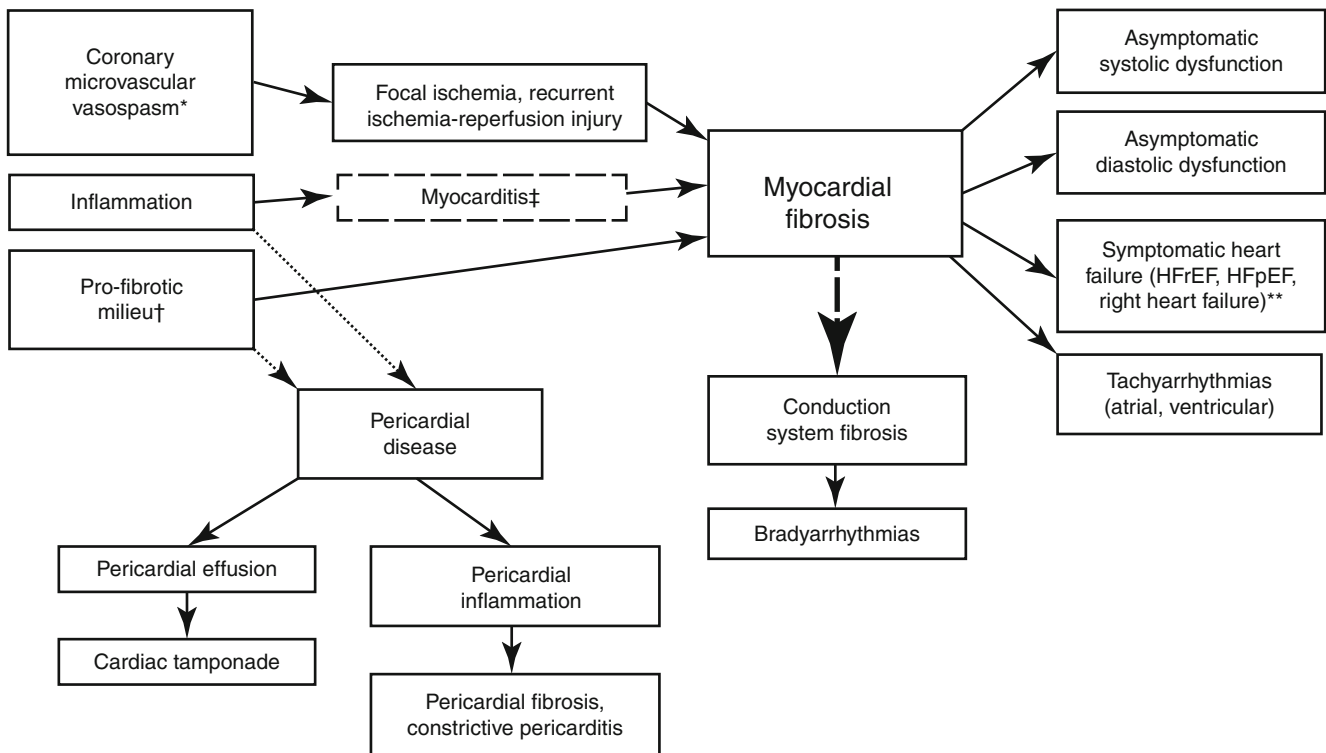 Coronary
microvascular
vasospasm*
Focal ischemia, recurrent
ischemia-reperfusion injury
Inflammation
Myocarditis‡
Pro-fibrotic
milieu†
Myocardial
fibrosis
Asymptomatic
systolic dysfunction
Asymptomatic
diastolic dysfunction
Symptomatic heart
failure (HFrEF, HFpEF,
right heart failure)**
Tachyarrhythmias
(atrial, ventricular)
Conduction
system fibrosis
Bradyarrhythmias
Pericardial
disease
Pericardial effusion
Cardiac tamponade
Pericardial
inflammation
Pericardial fibrosis,
constrictive pericarditis